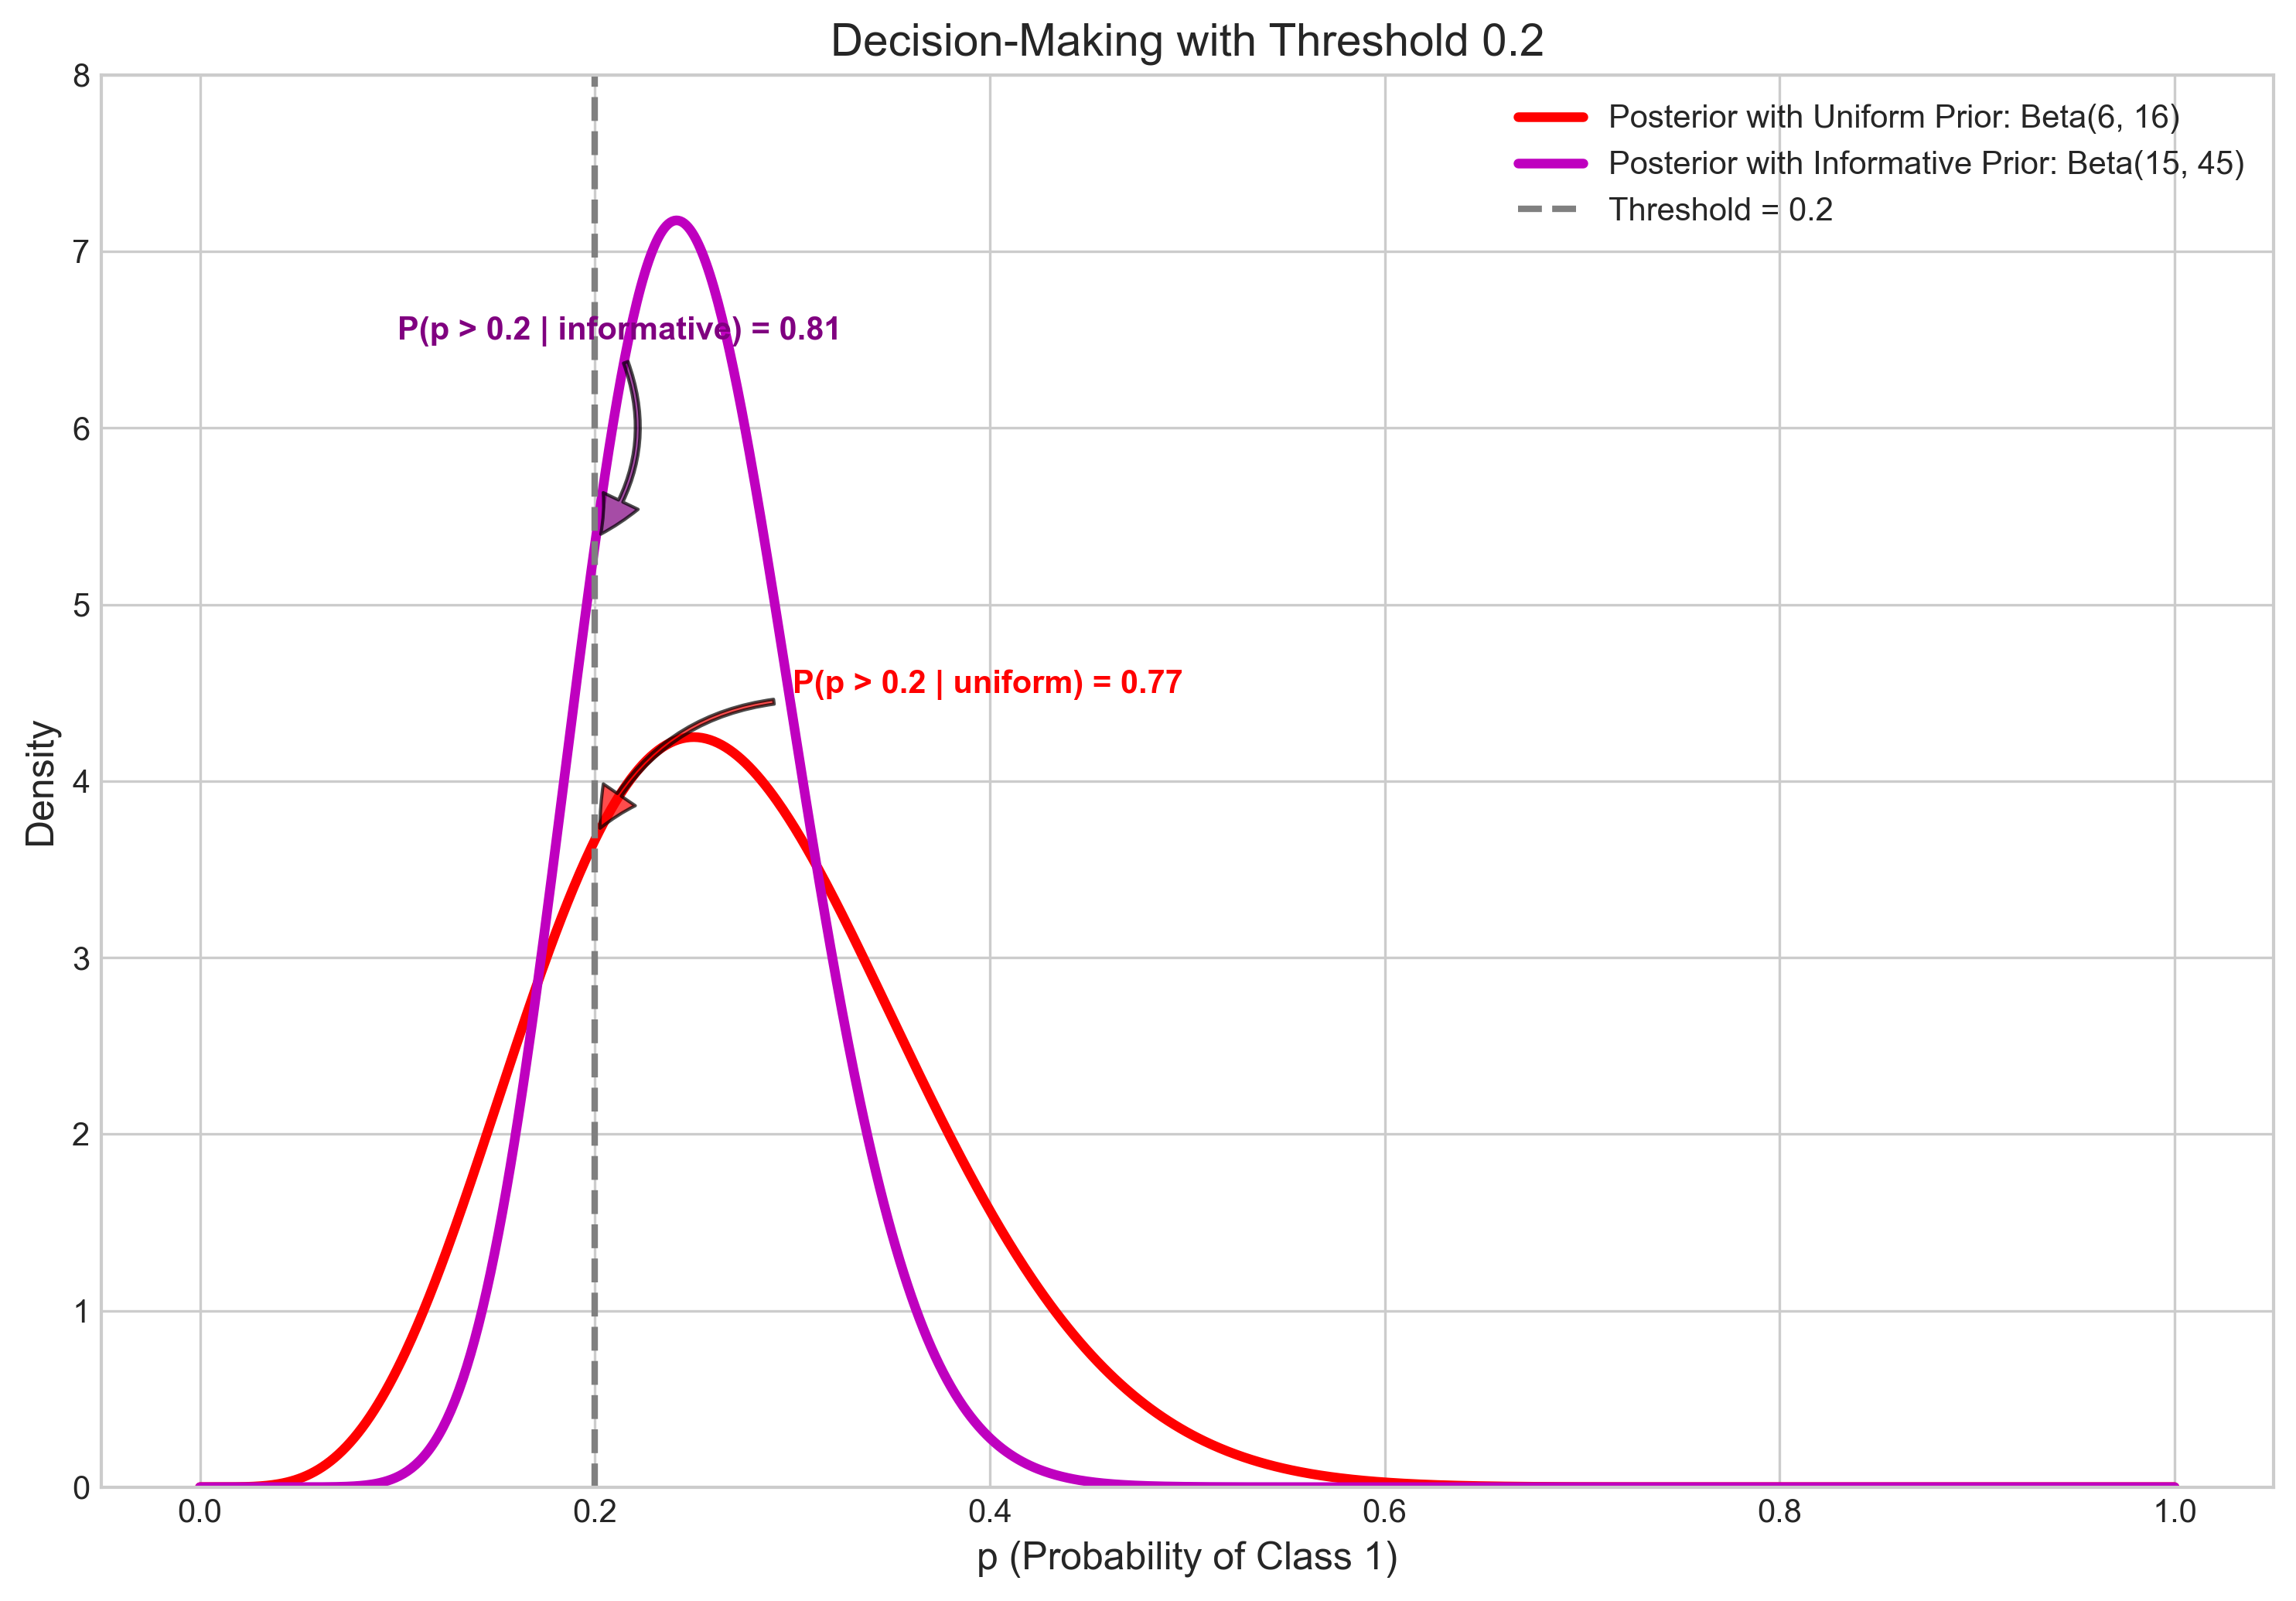 Decision-Making with Threshold 0.2
Posterior with Uniform Prior: Beta(6, 16)
Posterior with Informative Prior: Beta(15, 45)
Threshold = 0.2
P(p > 0.2 | informative) = 0.81
P(p > 0.2 | uniform) = 0.77
Density
8
7
6
5
4
3
2
1
0
0.0 0.2 0.4 0.6 0.8 1.0
p (Probability of Class 1)